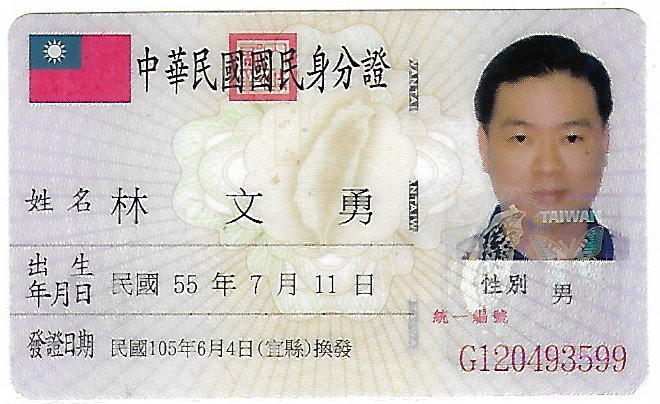 中華民國國民身分證
姓名 林文勇
TAIWAN
出生年月日 民國 55 年 7 月 11 日
性別 男
統一編號
發證日期 民國105年6月4日(宜縣)換發
G120493599